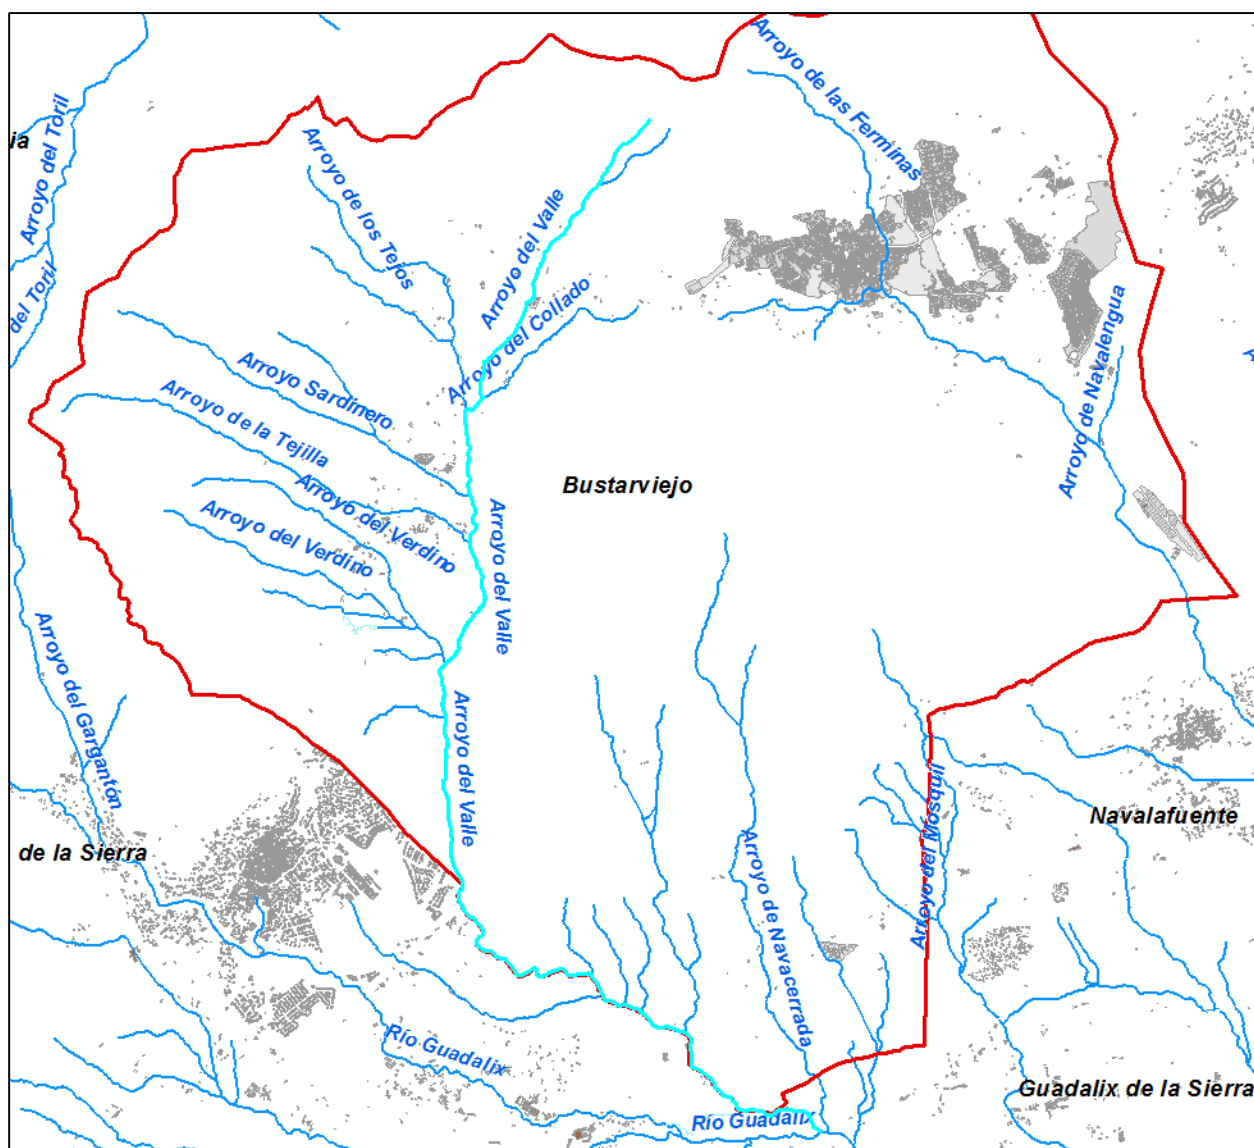 Arroyo de las Ferminas
Arroyo del Toril
ia
Arroyo de los Tejos
Arroyo del Valle
del Toril
Arroyo del Collado
Arroyo de Navalengua
A
Arroyo Sardinero
Arroyo de la Tejilla
Bustarviejo
Arroyo del Verdino
Arroyo del Verdino
Arroyo del Valle
Arroyo del Gargantón
Arroyo del Valle
Arroyo del Mosquil
Navalafuente
de la Sierra
Arroyo de Navacerrada
Río Guadalix
Guadalix de la Sierra
Río Guadalix